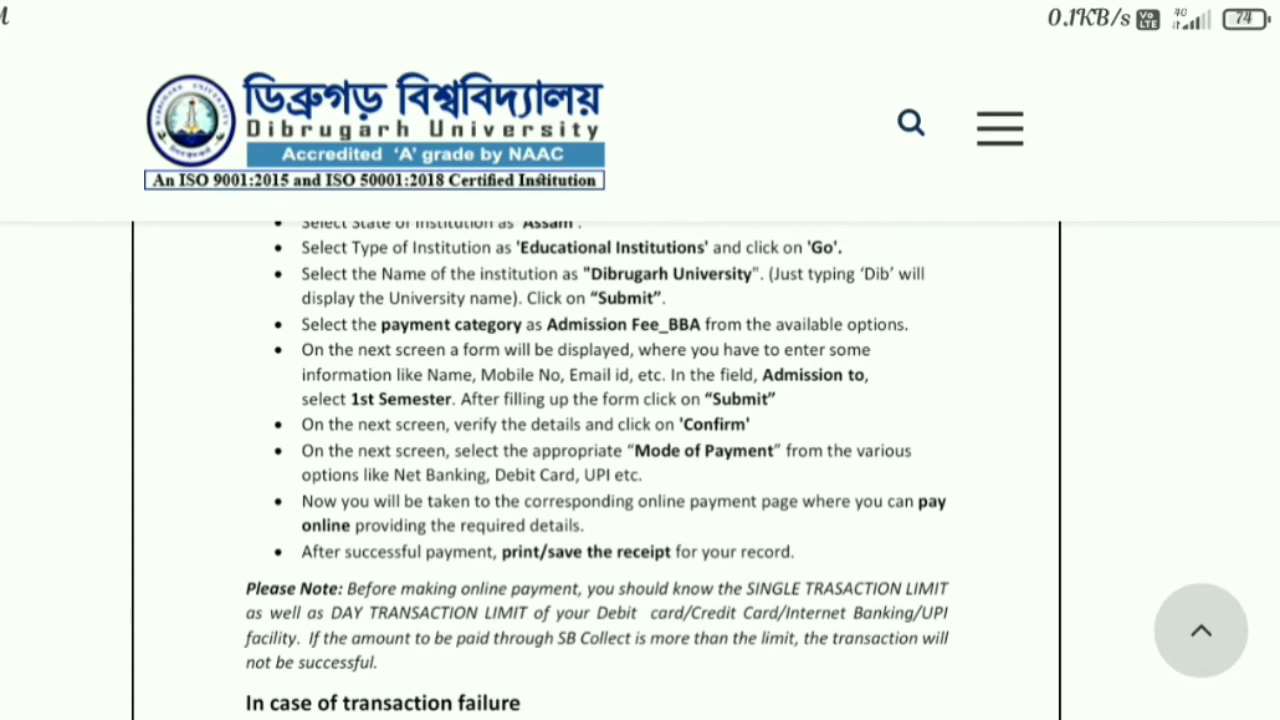 0.1KB/s Vo LTE 4G 74
ডিব্ৰুগড় বিশ্ববিদ্যালয়
Dibrugarh University
Accredited ‘A’ grade by NAAC
An ISO 9001:2015 and ISO 50001:2018 Certified Institution
• Select State of Institution as 'Assam'.
• Select Type of Institution as 'Educational Institutions' and click on 'Go'.
• Select the Name of the institution as "Dibrugarh University". (Just typing ‘Dib’ will
display the University name). Click on “Submit”.
• Select the payment category as Admission Fee_BBA from the available options.
• On the next screen a form will be displayed, where you have to enter some
information like Name, Mobile No, Email id, etc. In the field, Admission to,
select 1st Semester. After filling up the form click on “Submit”
• On the next screen, verify the details and click on 'Confirm'
• On the next screen, select the appropriate “Mode of Payment” from the various
options like Net Banking, Debit Card, UPI etc.
• Now you will be taken to the corresponding online payment page where you can pay
online providing the required details.
• After successful payment, print/save the receipt for your record.
Please Note: Before making online payment, you should know the SINGLE TRASACTION LIMIT
as well as DAY TRANSACTION LIMIT of your Debit card/Credit Card/Internet Banking/UPI
facility. If the amount to be paid through SB Collect is more than the limit, the transaction will
not be successful.
In case of transaction failure